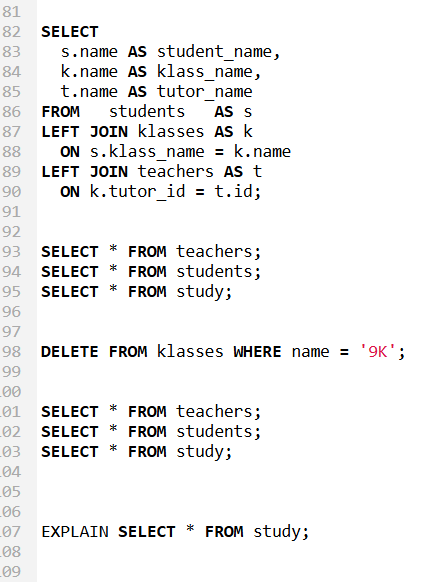 81
82 SELECT
83   s.name AS student_name,
84   k.name AS klass_name,
85   t.name AS tutor_name
86 FROM   students   AS s
87 LEFT JOIN klasses AS k
88   ON s.klass_name = k.name
89 LEFT JOIN teachers AS t
90   ON k.tutor_id = t.id;
91
92
93 SELECT * FROM teachers;
94 SELECT * FROM students;
95 SELECT * FROM study;
96
97
98 DELETE FROM klasses WHERE name = '9K';
99
00
01 SELECT * FROM teachers;
02 SELECT * FROM students;
03 SELECT * FROM study;
04
05
06
07 EXPLAIN SELECT * FROM study;
08
09